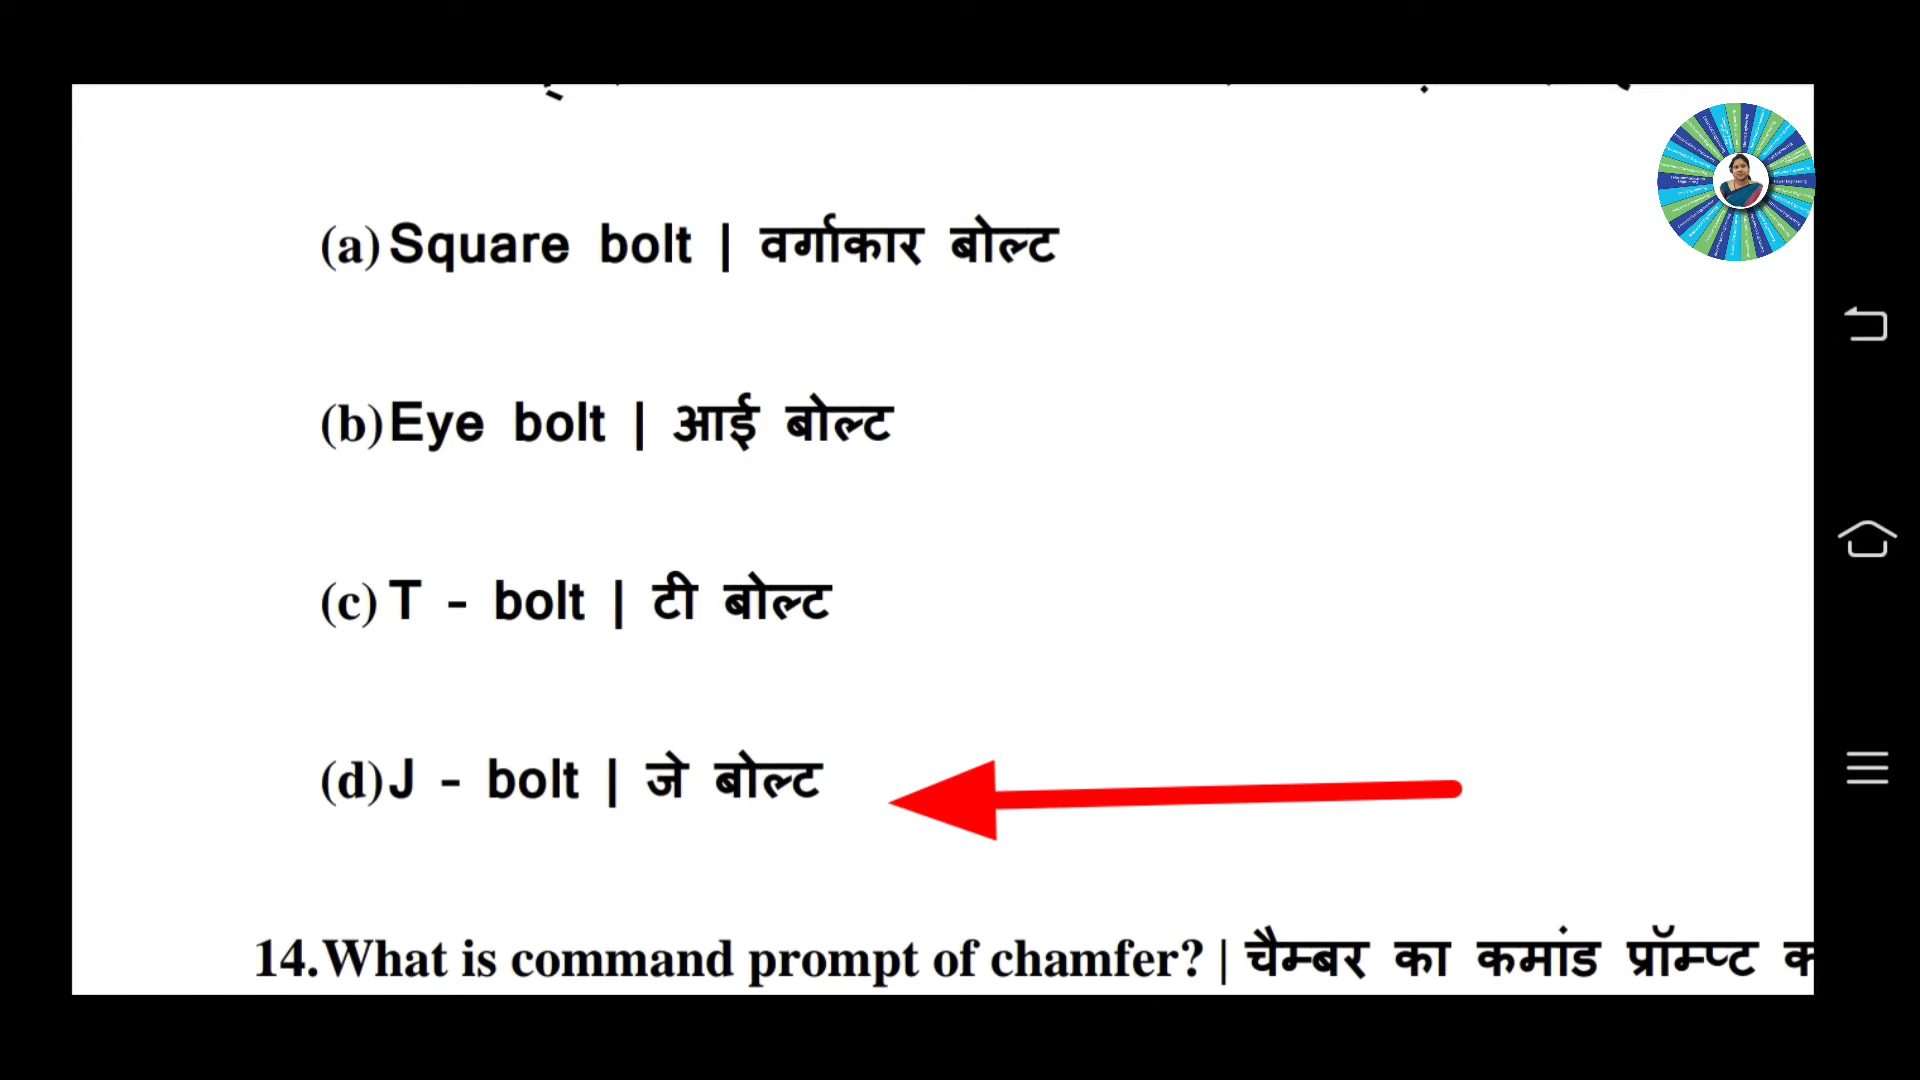 (a) Square bolt | वर्गाकार बोल्ट
(b) Eye bolt | आई बोल्ट
(c) T - bolt | टी बोल्ट
(d) J - bolt | जे बोल्ट
14. What is command prompt of chamfer? | चैम्बर का कमांड प्रॉम्प्ट